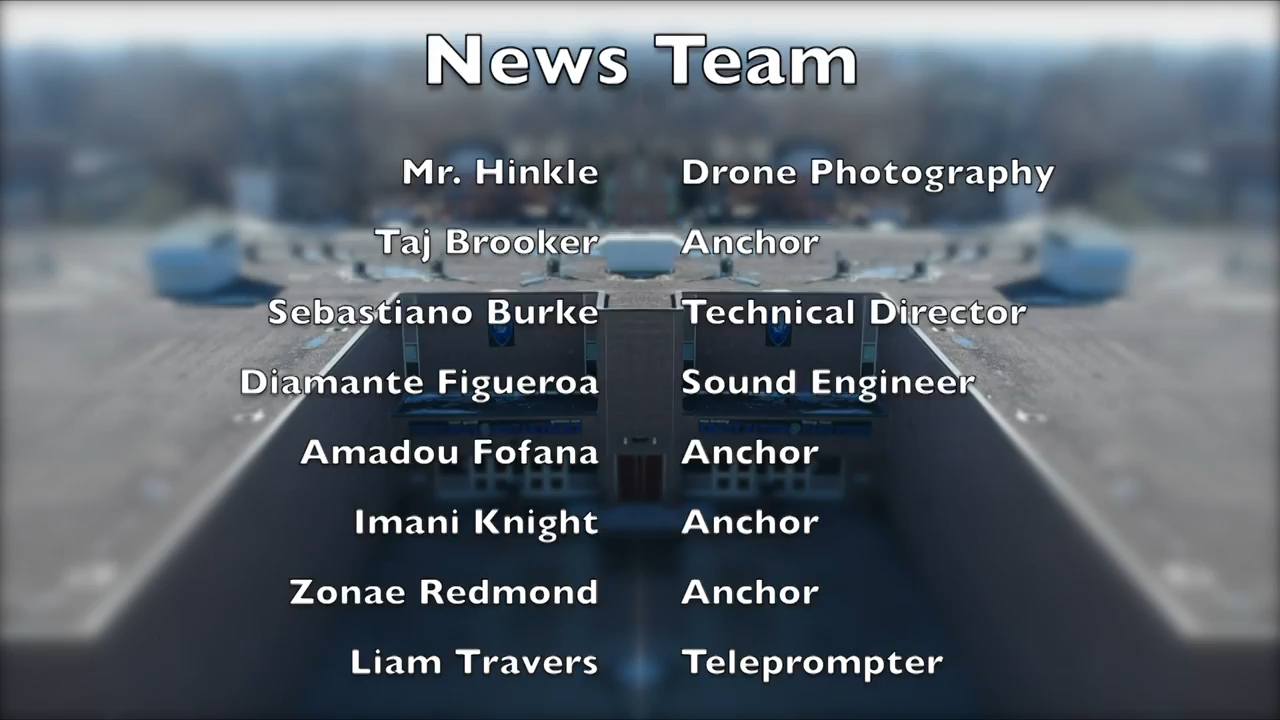 News Team
Mr. Hinkle Drone Photography
Taj Brooker Anchor
Sebastiano Burke Technical Director
Diamante Figueroa Sound Engineer
Amadou Fofana Anchor
Imani Knight Anchor
Zonae Redmond Anchor
Liam Travers Teleprompter